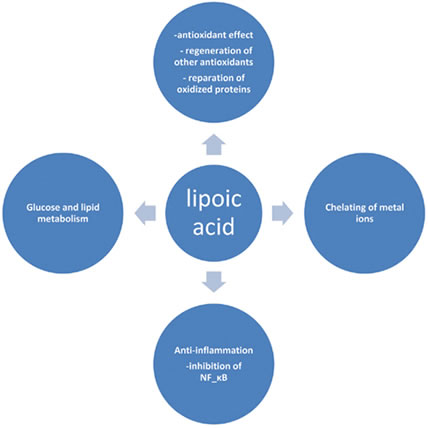 -antioxidant effect
- regeneration of
other antioxidants
- reparation of
oxidized proteins
Glucose and lipid
metabolism
lipoic
acid
Chelating of metal
ions
Anti-inflammation
-inhibition of
NF_κB